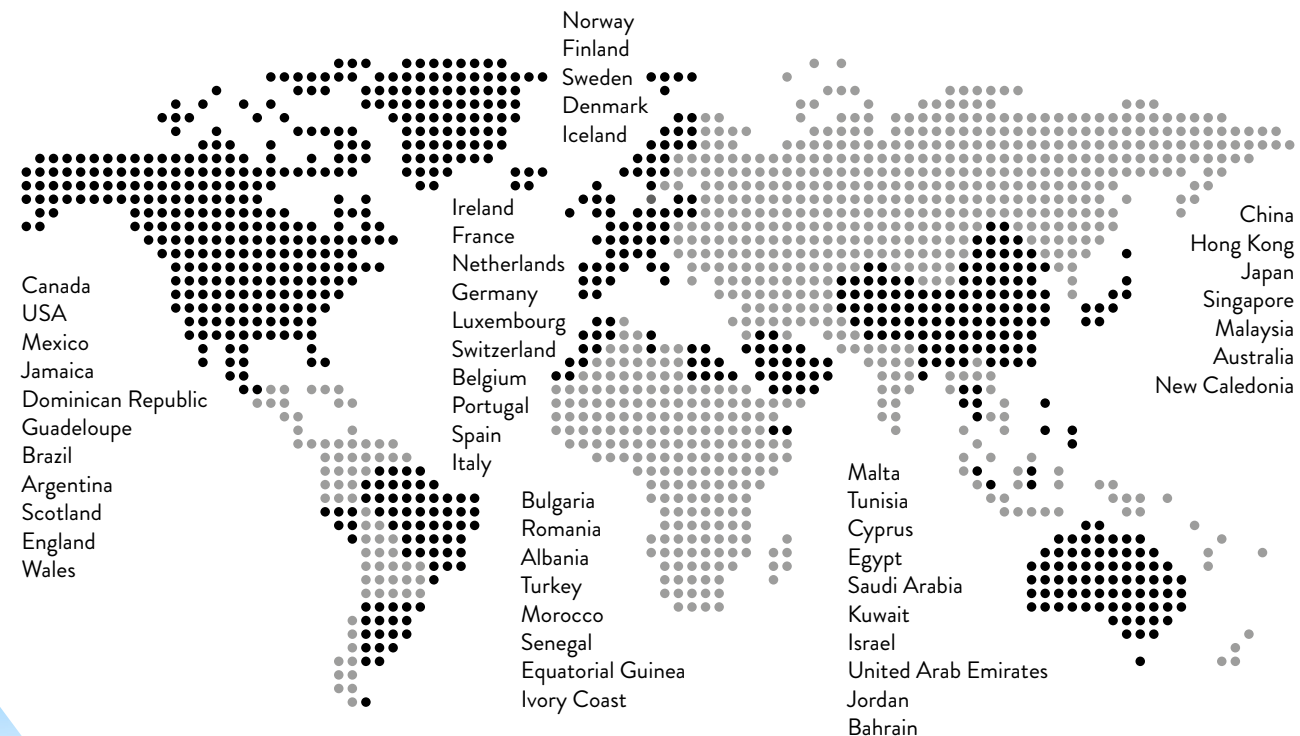 Norway
Finland
Sweden
Denmark
Iceland
Ireland
France
Netherlands
Germany
Luxembourg
Switzerland
Belgium
Portugal
Spain
Italy
China
Hong Kong
Japan
Singapore
Malaysia
Australia
New Caledonia
Canada
USA
Mexico
Jamaica
Dominican Republic
Guadeloupe
Brazil
Argentina
Scotland
England
Wales
Bulgaria
Romania
Albania
Turkey
Morocco
Senegal
Equatorial Guinea
Ivory Coast
Malta
Tunisia
Cyprus
Egypt
Saudi Arabia
Kuwait
Israel
United Arab Emirates
Jordan
Bahrain